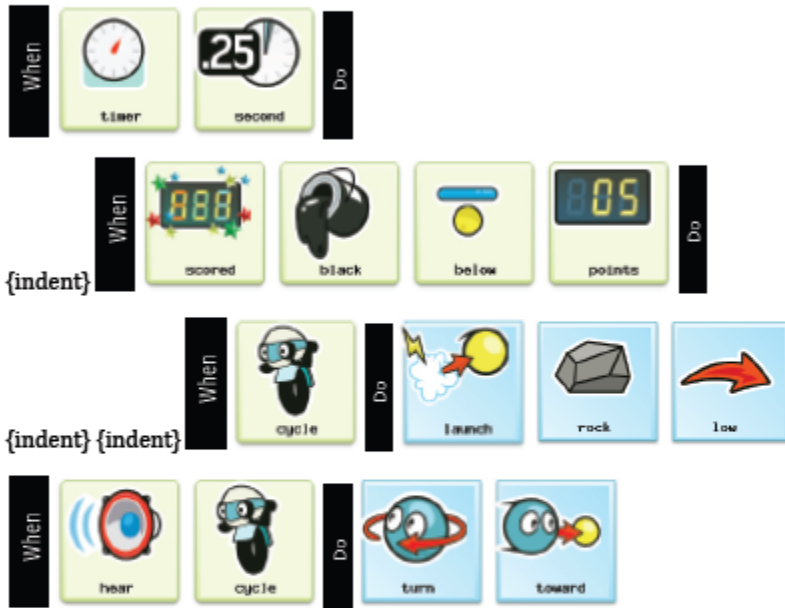 When timer .25 second Do
{indent} When scored black below 05 points Do
{indent} {indent} When cycle Do launch rock low
When hear cycle Do turn toward